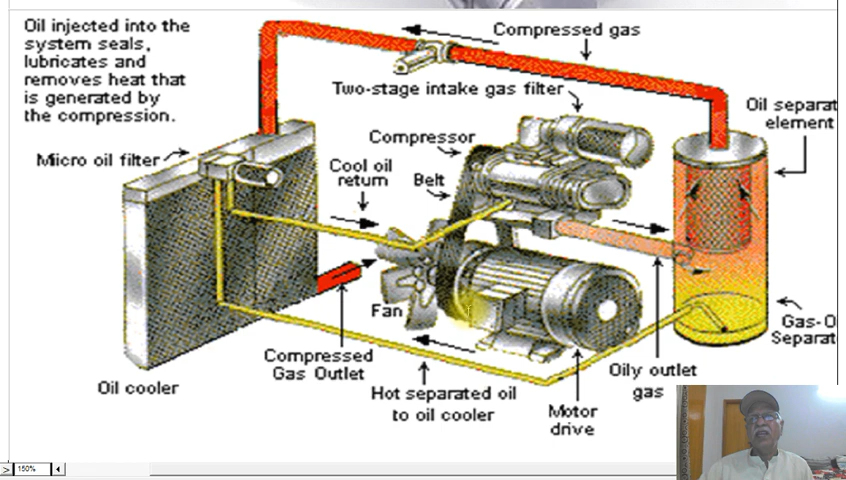 Oil injected into the
system seals,
lubricates and
removes heat that
is generated by
the compression.
Compressed gas
Two-stage intake gas filter
Oil separat
element
Compressor
Micro oil filter
Cool oil
return
Belt
Fan
Compressed
Gas Outlet
Gas-O
Separat
Oil cooler
Hot separated oil
to oil cooler
Oily outlet
gas
Motor
drive
150%